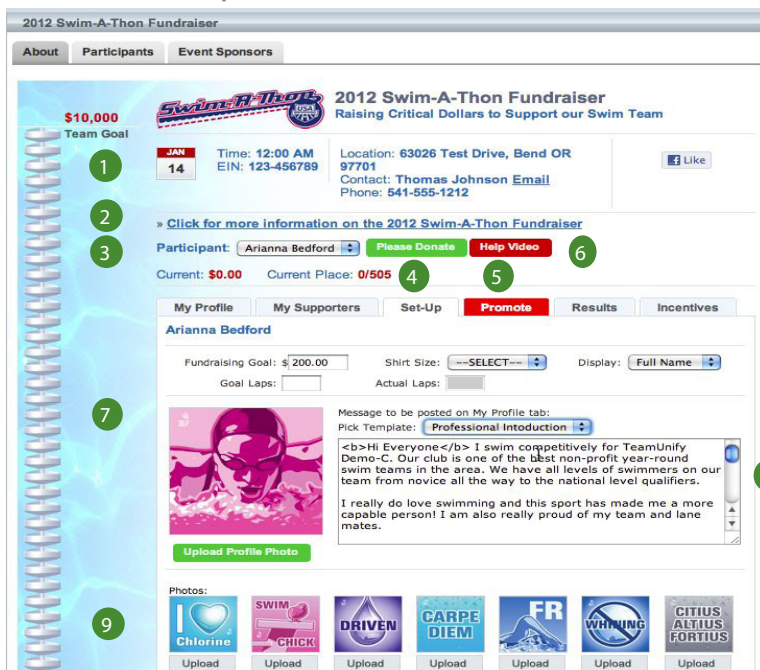 2012 Swim-A-Thon Fundraiser
About Participants Event Sponsors
$10,000
Team Goal
Swim-A-Thon
USA
2012 Swim-A-Thon Fundraiser
Raising Critical Dollars to Support our Swim Team
1
JAN
14
Time: 12:00 AM
EIN: 123-456789
Location: 63026 Test Drive, Bend OR
97701
Contact: Thomas Johnson Email
Phone: 541-555-1212
Like
2
» Click for more information on the 2012 Swim-A-Thon Fundraiser
3
Participant: Arianna Bedford Please Donate Help Video
6
Current: $0.00 Current Place: 0/505
4
5
My Profile My Supporters Set-Up Promote Results Incentives
Arianna Bedford
Fundraising Goal: $ 200.00 Shirt Size: --SELECT-- Display: Full Name
Goal Laps: Actual Laps:
7
Message to be posted on My Profile tab:
Pick Template: Professional Intoduction
<b>Hi Everyone</b> I swim competitively for TeamUnify
Demo-C. Our club is one of the best non-profit year-round
swim teams in the area. We have all levels of swimmers on our
team from novice all the way to the national level qualifiers.
I really do love swimming and this sport has made me a more
capable person! I am also really proud of my team and lane
mates.
Upload Profile Photo
Photos:
9
I
Chlorine
SWIM
CHICK
DRIVEN
CARPE
DIEM
FR
WHINING
CITIUS
ALTIUS
FORTIUS
Upload Upload Upload Upload Upload Upload Upload